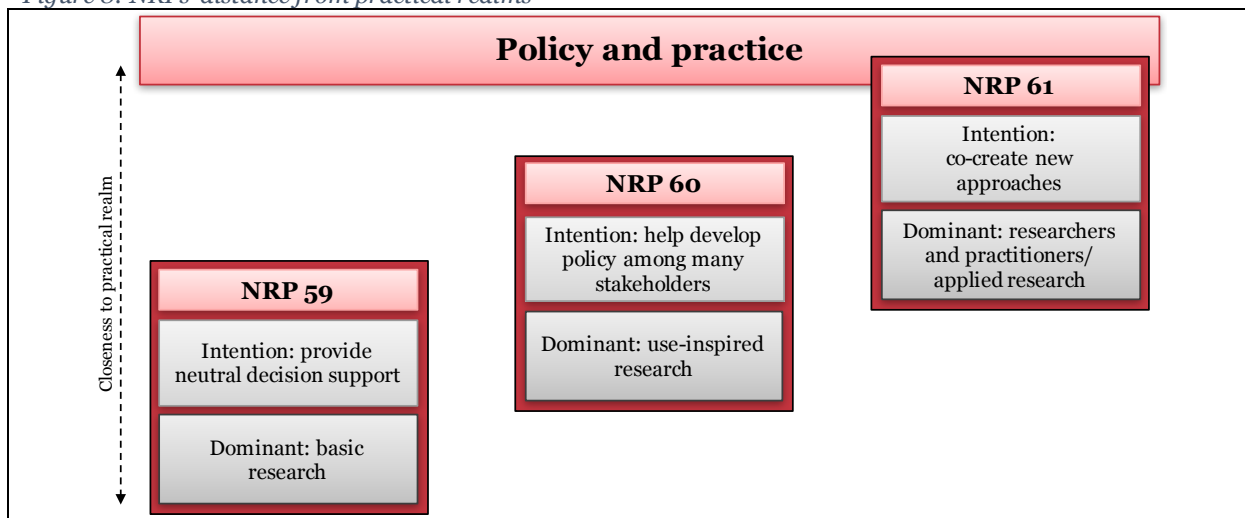 Policy and practice
NRP 61
Intention:
co-create new
approaches
Dominant: researchers
and practitioners/
applied research
NRP 60
Intention: help develop
policy among many
stakeholders
Dominant: use-inspired
research
NRP 59
Intention: provide
neutral decision support
Dominant: basic
research
Closeness to practical realm